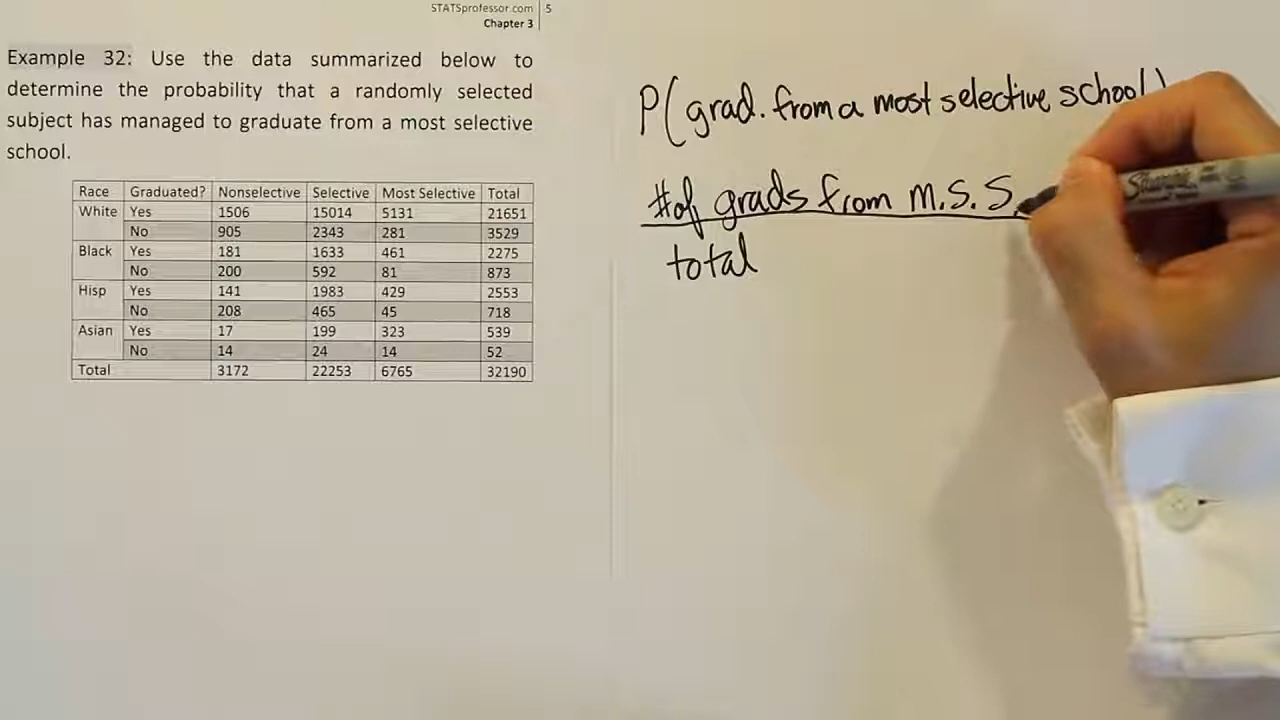 STATSprofessor.com 5
Chapter 3
Example 32: Use the data summarized below to
determine the probability that a randomly selected
subject has managed to graduate from a most selective
school.
Race Graduated? Nonselective Selective Most Selective Total
White Yes 1506 15014 5131 21651
No 905 2343 281 3529
Black Yes 181 1633 461 2275
No 200 592 81 873
Hisp Yes 141 1983 429 2553
No 208 465 45 718
Asian Yes 17 199 323 539
No 14 24 14 52
Total 3172 22253 6765 32190
P(grad. from a most selective school)
# of grads from M.S.S.
total
Sharpie